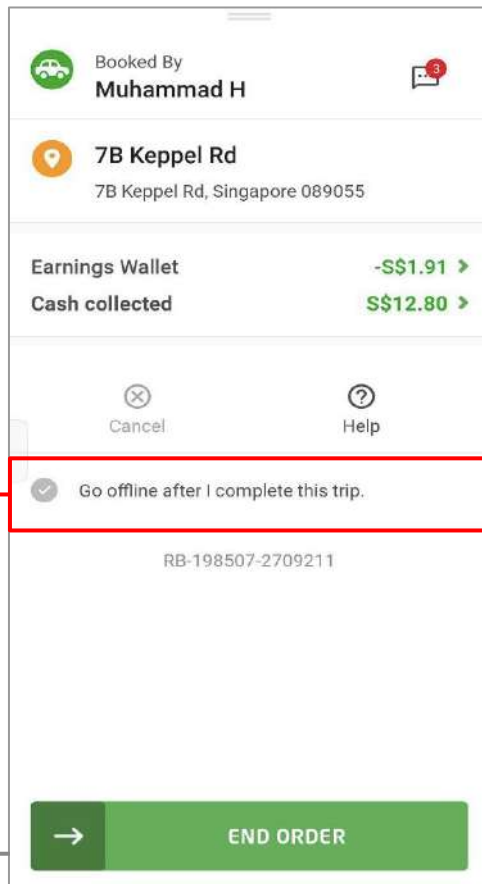 Booked By
Muhammad H
3
7B Keppel Rd
7B Keppel Rd, Singapore 089055
Earnings Wallet -S$1.91 >
Cash collected S$12.80 >
Cancel Help
Go offline after I complete this trip.
RB-198507-2709211
→ END ORDER